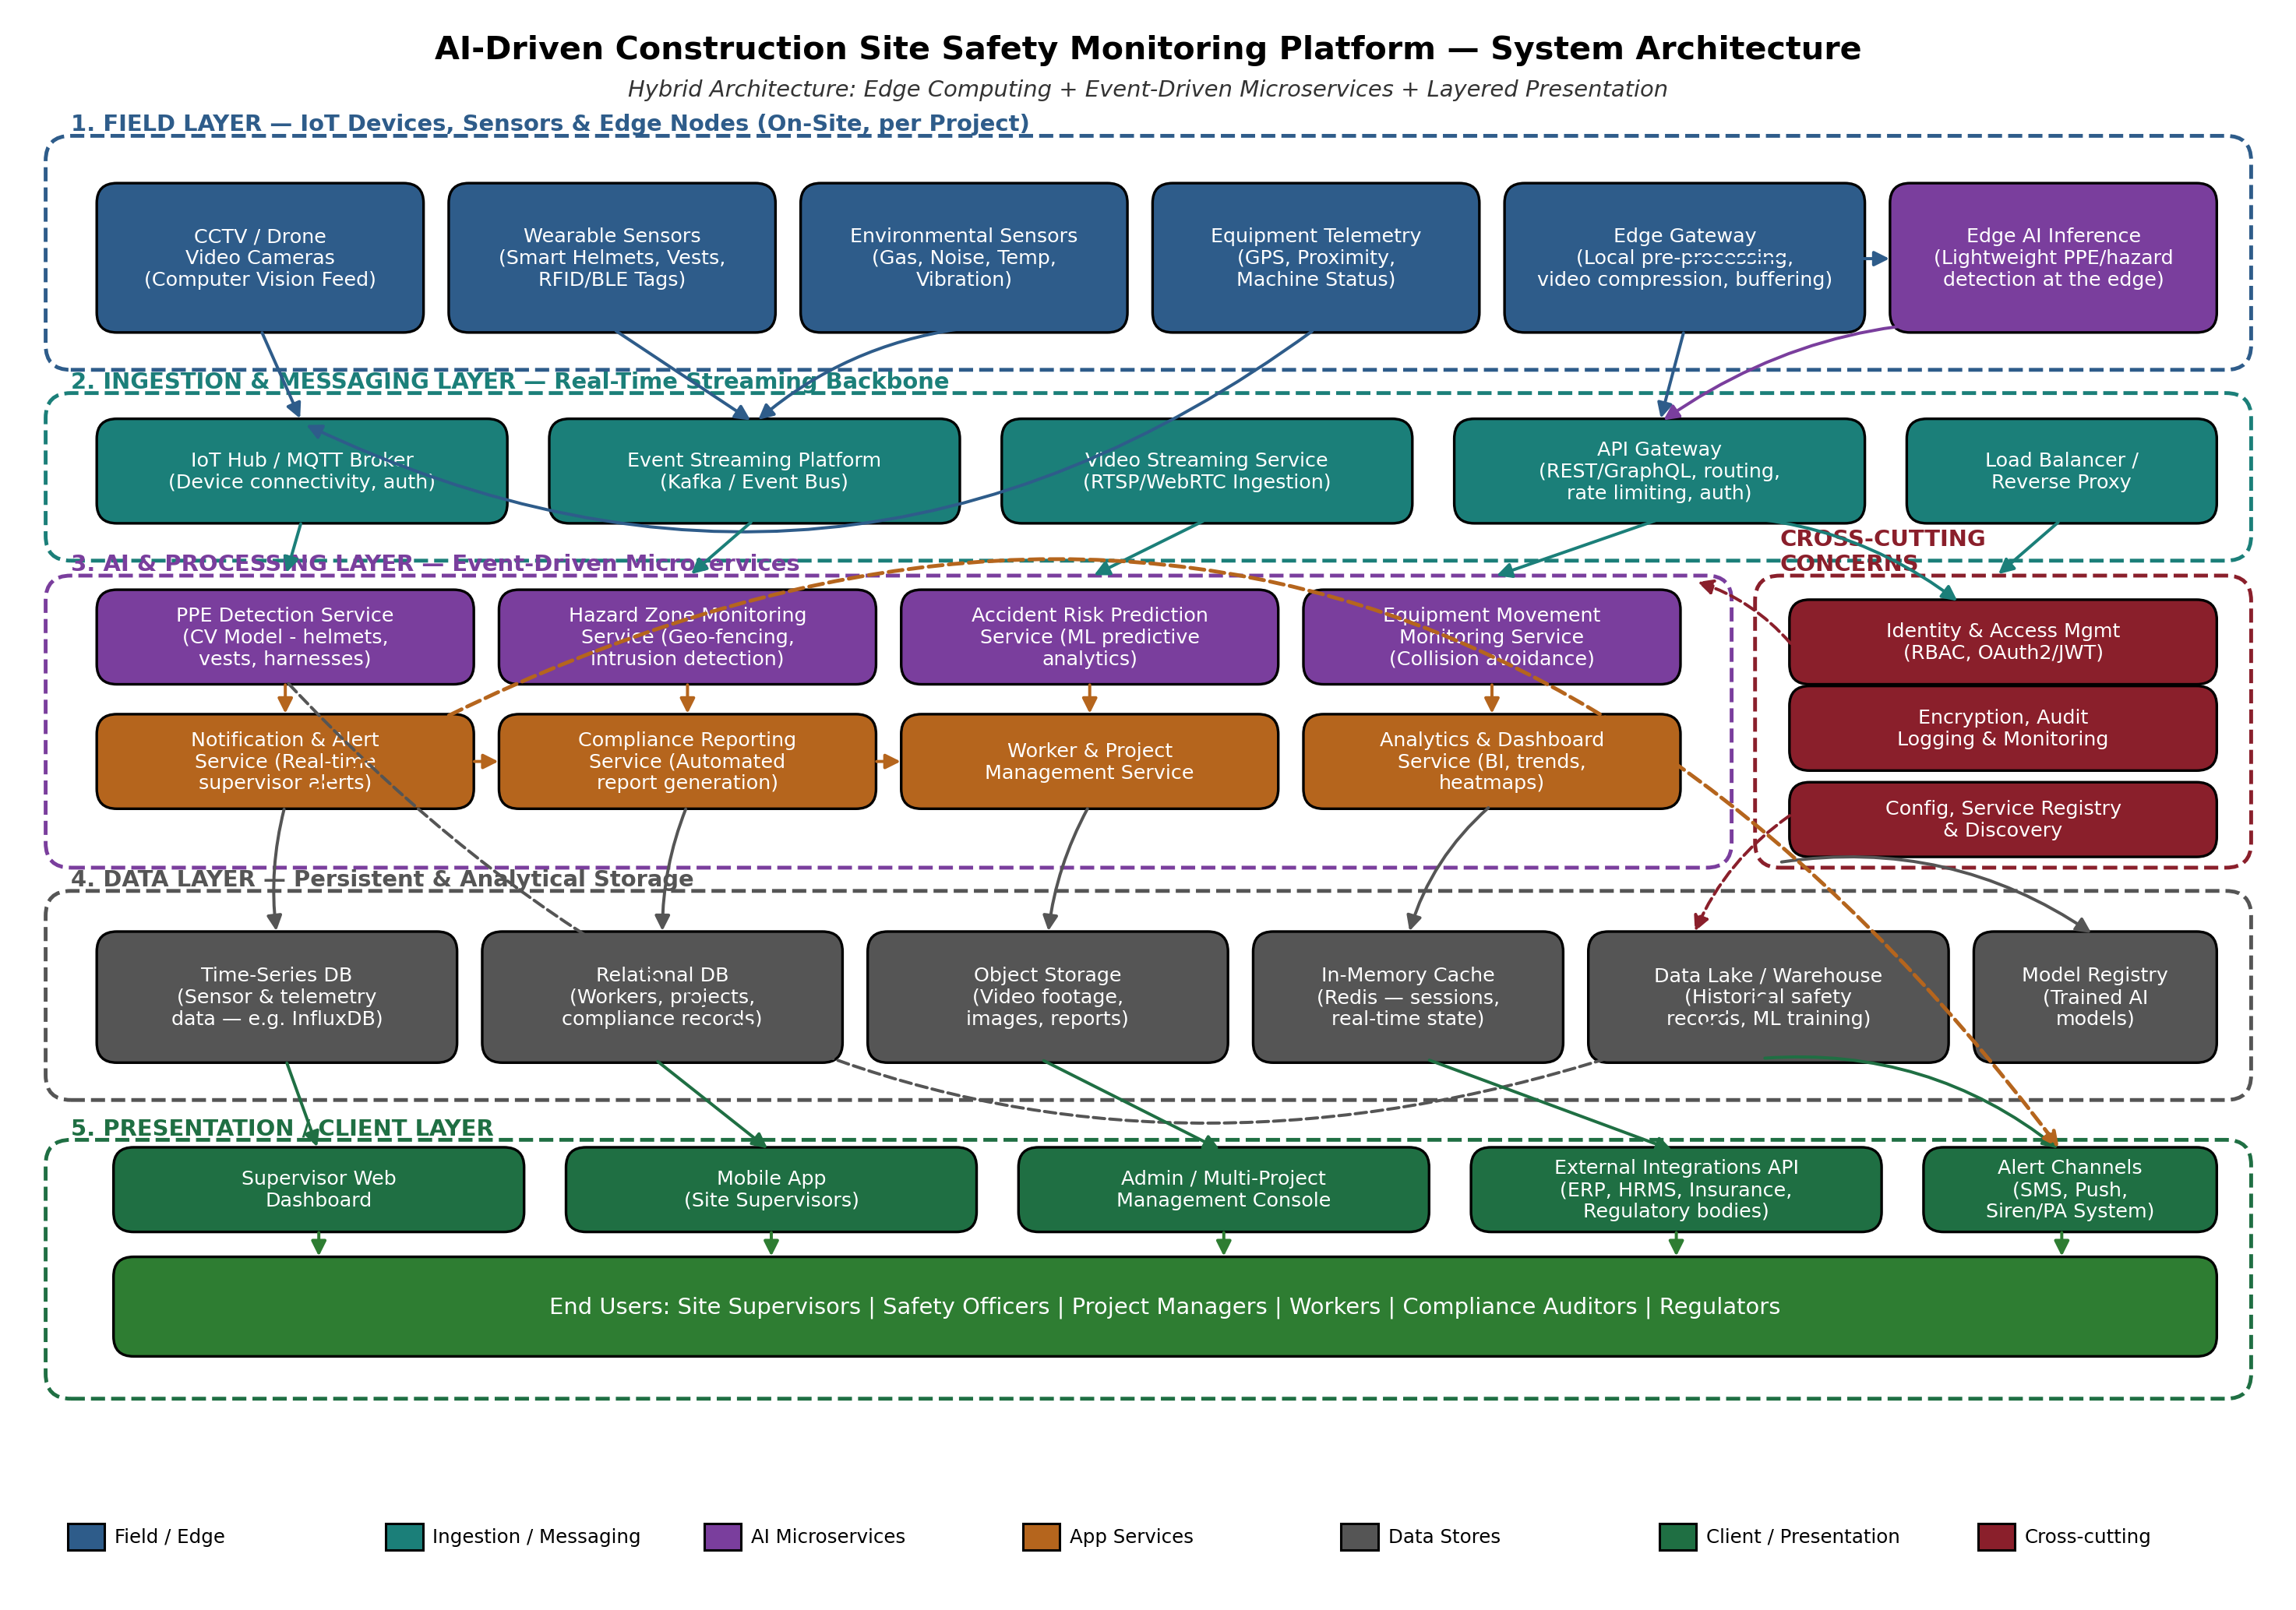 AI-Driven Construction Site Safety Monitoring Platform — System Architecture
Hybrid Architecture: Edge Computing + Event-Driven Microservices + Layered Presentation
1. FIELD LAYER — IoT Devices, Sensors & Edge Nodes (On-Site, per Project)
CCTV / Drone
Video Cameras
(Computer Vision Feed)
Wearable Sensors
(Smart Helmets, Vests,
RFID/BLE Tags)
Environmental Sensors
(Gas, Noise, Temp,
Vibration)
Equipment Telemetry
(GPS, Proximity,
Machine Status)
Edge Gateway
(Local pre-processing,
video compression, buffering)
Edge AI Inference
(Lightweight PPE/hazard
detection at the edge)
2. INGESTION & MESSAGING LAYER — Real-Time Streaming Backbone
IoT Hub / MQTT Broker
(Device connectivity, auth)
Event Streaming Platform
(Kafka / Event Bus)
Video Streaming Service
(RTSP/WebRTC Ingestion)
API Gateway
(REST/GraphQL, routing,
rate limiting, auth)
Load Balancer /
Reverse Proxy
3. AI & PROCESSING LAYER — Event-Driven Microservices
CROSS-CUTTING
CONCERNS
PPE Detection Service
(CV Model - helmets,
vests, harnesses)
Hazard Zone Monitoring
Service (Geo-fencing,
intrusion detection)
Accident Risk Prediction
Service (ML predictive
analytics)
Equipment Movement
Monitoring Service
(Collision avoidance)
Identity & Access Mgmt
(RBAC, OAuth2/JWT)
Encryption, Audit
Logging & Monitoring
Config, Service Registry
& Discovery
Notification & Alert
Service (Real-time
supervisor alerts)
Compliance Reporting
Service (Automated
report generation)
Worker & Project
Management Service
Analytics & Dashboard
Service (BI, trends,
heatmaps)
4. DATA LAYER — Persistent & Analytical Storage
Time-Series DB
(Sensor & telemetry
data — e.g. InfluxDB)
Relational DB
(Workers, projects,
compliance records)
Object Storage
(Video footage,
images, reports)
In-Memory Cache
(Redis — sessions,
real-time state)
Data Lake / Warehouse
(Historical safety
records, ML training)
Model Registry
(Trained AI
models)
5. PRESENTATION / CLIENT LAYER
Supervisor Web
Dashboard
Mobile App
(Site Supervisors)
Admin / Multi-Project
Management Console
External Integrations API
(ERP, HRMS, Insurance,
Regulatory bodies)
Alert Channels
(SMS, Push,
Siren/PA System)
End Users: Site Supervisors | Safety Officers | Project Managers | Workers | Compliance Auditors | Regulators
Field / Edge
Ingestion / Messaging
AI Microservices
App Services
Data Stores
Client / Presentation
Cross-cutting